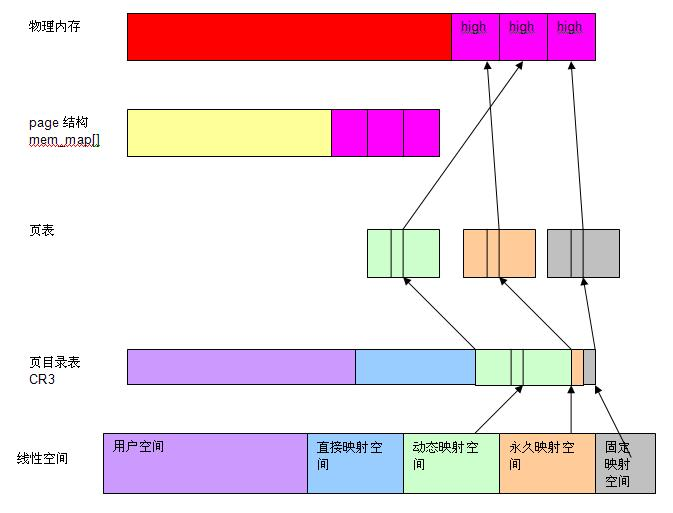 物理内存
high high high
page 结构
mem_map[]
页表
页目录表
CR3
线性空间
用户空间
直接映射空
间
动态映射空
间
永久映射空
间
固定
映射
空间